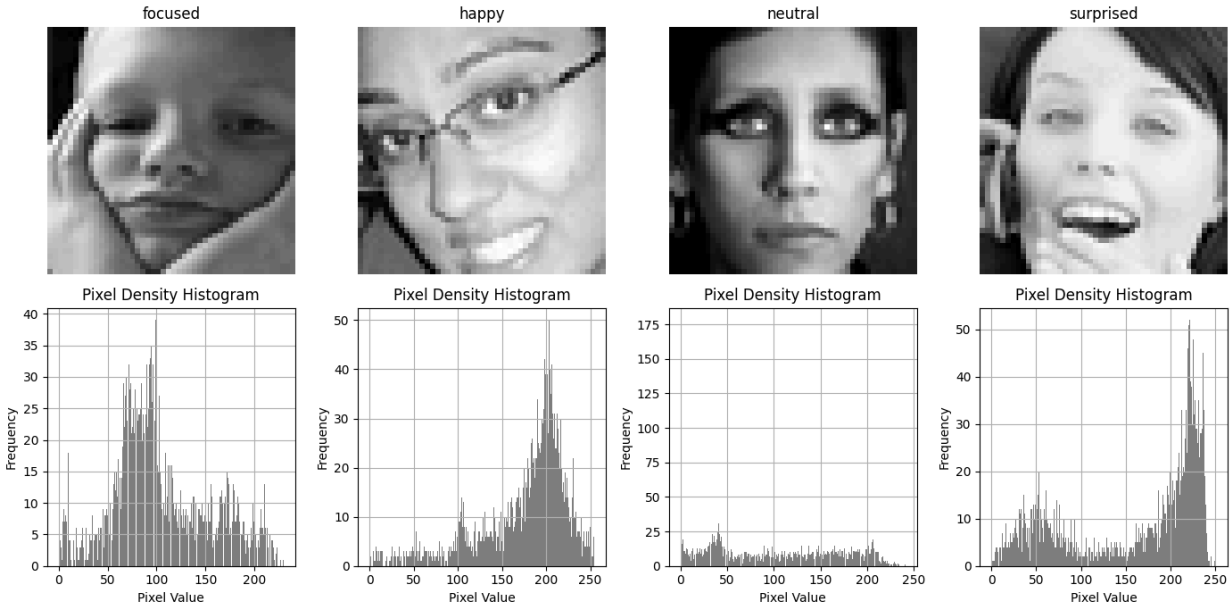 focused
happy
neutral
surprised
Pixel Density Histogram
Pixel Density Histogram
Pixel Density Histogram
Pixel Density Histogram
40
35
30
25
20
15
10
5
0
Frequency
0 50 100 150 200
Pixel Value
50
40
30
20
10
0
Frequency
0 50 100 150 200 250
Pixel Value
175
150
125
100
75
50
25
0
Frequency
0 50 100 150 200 250
Pixel Value
50
40
30
20
10
0
Frequency
0 50 100 150 200 250
Pixel Value